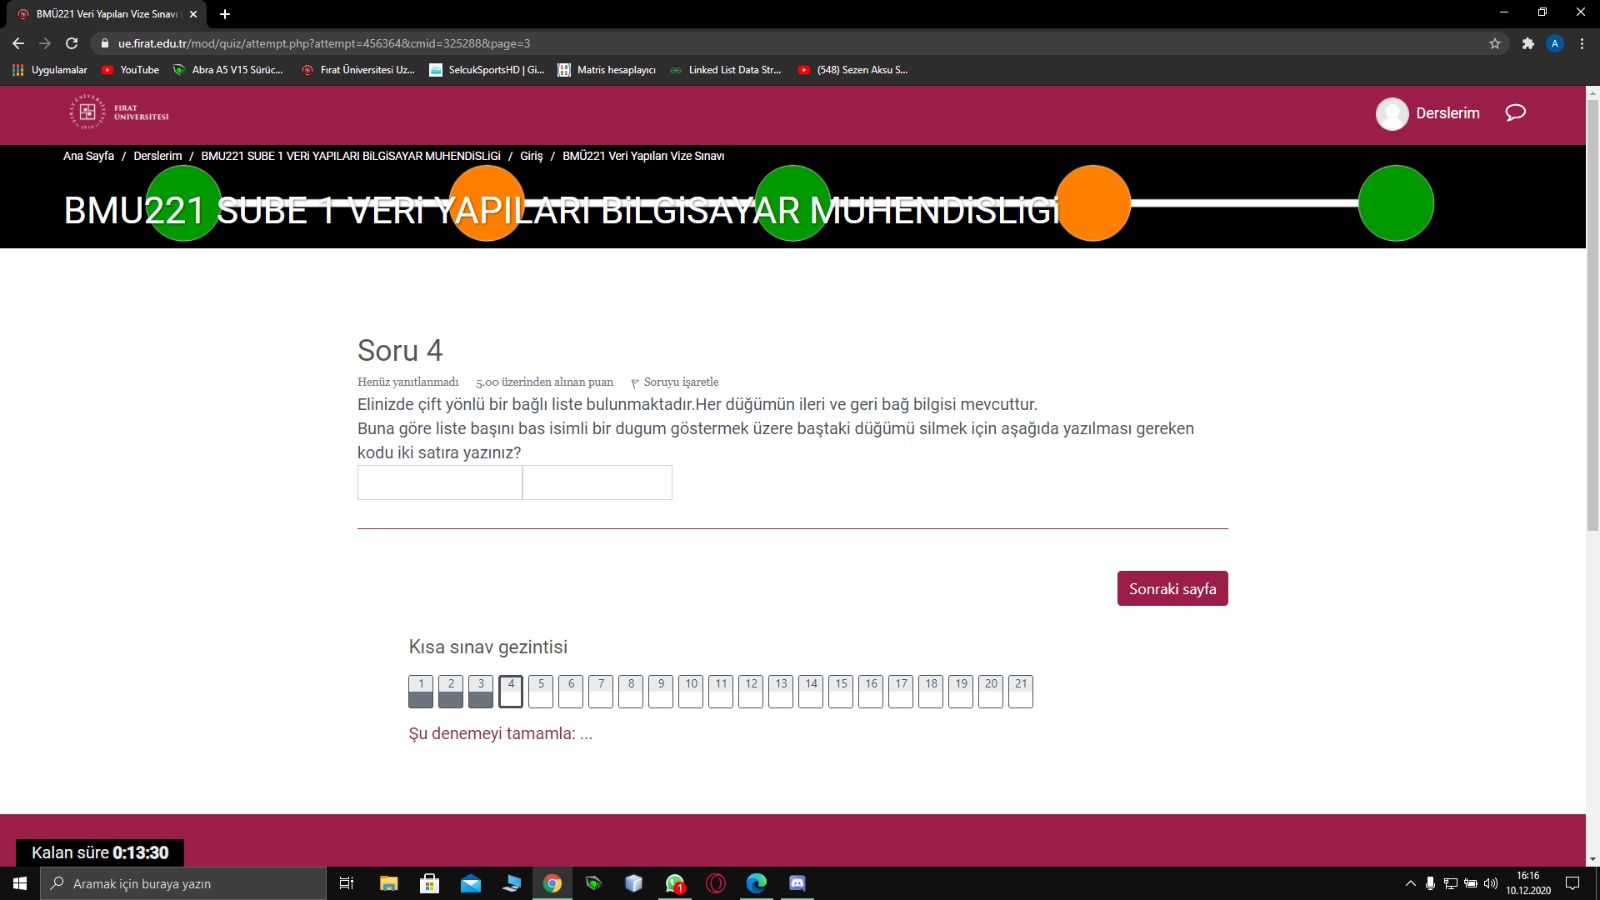 BMÜ221 Veri Yapıları Vize Sınavı
ue.firat.edu.tr/mod/quiz/attempt.php?attempt=456364&cmid=325288&page=3
A
Uygulamalar
YouTube
Abra A5 V15 Sürüc...
Fırat Üniversitesi Uz...
SelcukSportsHD | Gi...
Matris hesaplayıcı
Linked List Data Str...
(548) Sezen Aksu S...
FIRAT
ÜNİVERSİTESİ
Derslerim
Ana Sayfa / Derslerim / BMU221 SUBE 1 VERİ YAPILARI BİLGİSAYAR MUHENDİSLİGİ / Giriş / BMÜ221 Veri Yapıları Vize Sınavı
BMU221 SUBE 1 VERİ YAPILARI BİLGİSAYAR MUHENDİSLİGİ
Soru 4
Henüz yanıtlanmadı 5.00 üzerinden alınan puan Soruyu işaretle
Elinizde çift yönlü bir bağlı liste bulunmaktadır.Her düğümün ileri ve geri bağ bilgisi mevcuttur.
Buna göre liste başını bas isimli bir dugum göstermek üzere baştaki düğümü silmek için aşağıda yazılması gereken
kodu iki satıra yazınız?
Sonraki sayfa
Kısa sınav gezintisi
1 2 3 4 5 6 7 8 9 10 11 12 13 14 15 16 17 18 19 20 21
Şu denemeyi tamamla: ...
Kalan süre 0:13:30
Aramak için buraya yazın
1
16:16
10.12.2020